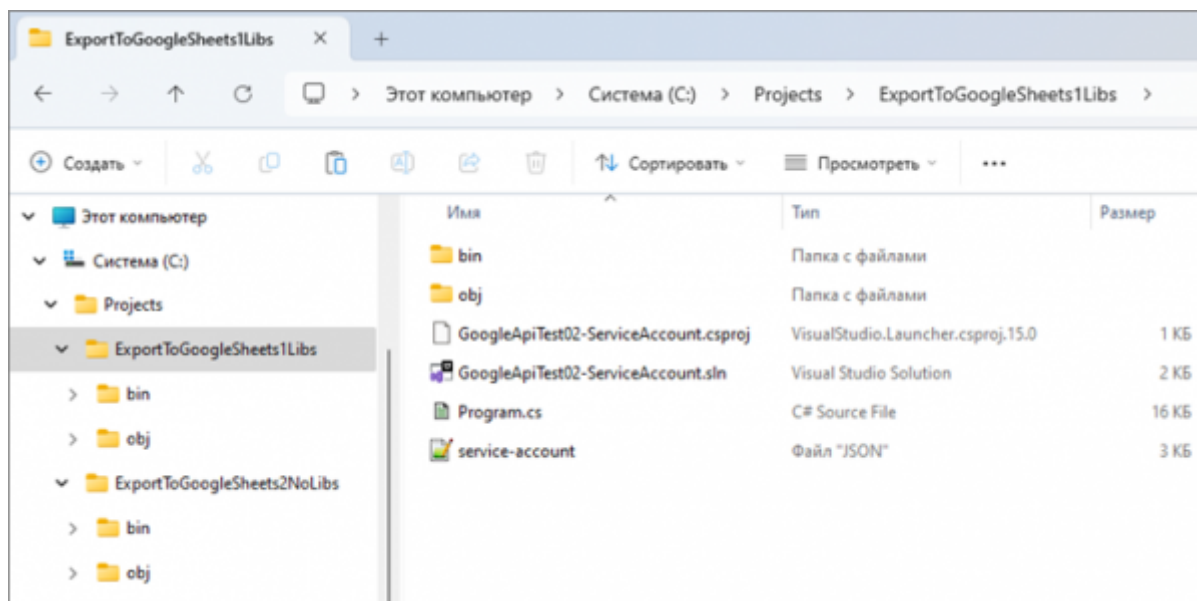 ExportToGoogleSheets1Libs
Этот компьютер > Система (C:) > Projects > ExportToGoogleSheets1Libs >
Создать Сортировать Просмотреть ...
Этот компьютер
Система (C:)
Projects
ExportToGoogleSheets1Libs
bin
obj
ExportToGoogleSheets2NoLibs
bin
obj
Имя Тип Размер
bin Папка с файлами
obj Папка с файлами
GoogleApiTest02-ServiceAccount.csproj VisualStudio.Launcher.csproj.15.0 1 КБ
GoogleApiTest02-ServiceAccount.sln Visual Studio Solution 2 КБ
Program.cs C# Source File 16 КБ
service-account Файл "JSON" 3 КБ